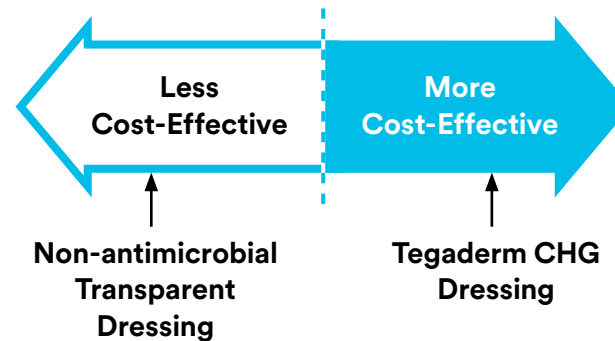 Less
Cost-Effective
More
Cost-Effective
Non-antimicrobial
Transparent
Dressing
Tegaderm CHG
Dressing